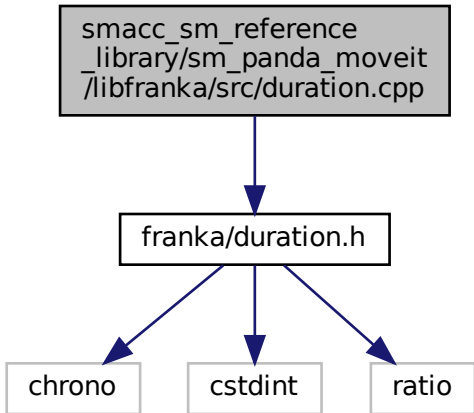 smacc_sm_reference
_library/sm_panda_moveit
/libfranka/src/duration.cpp
franka/duration.h
chrono
cstdint
ratio